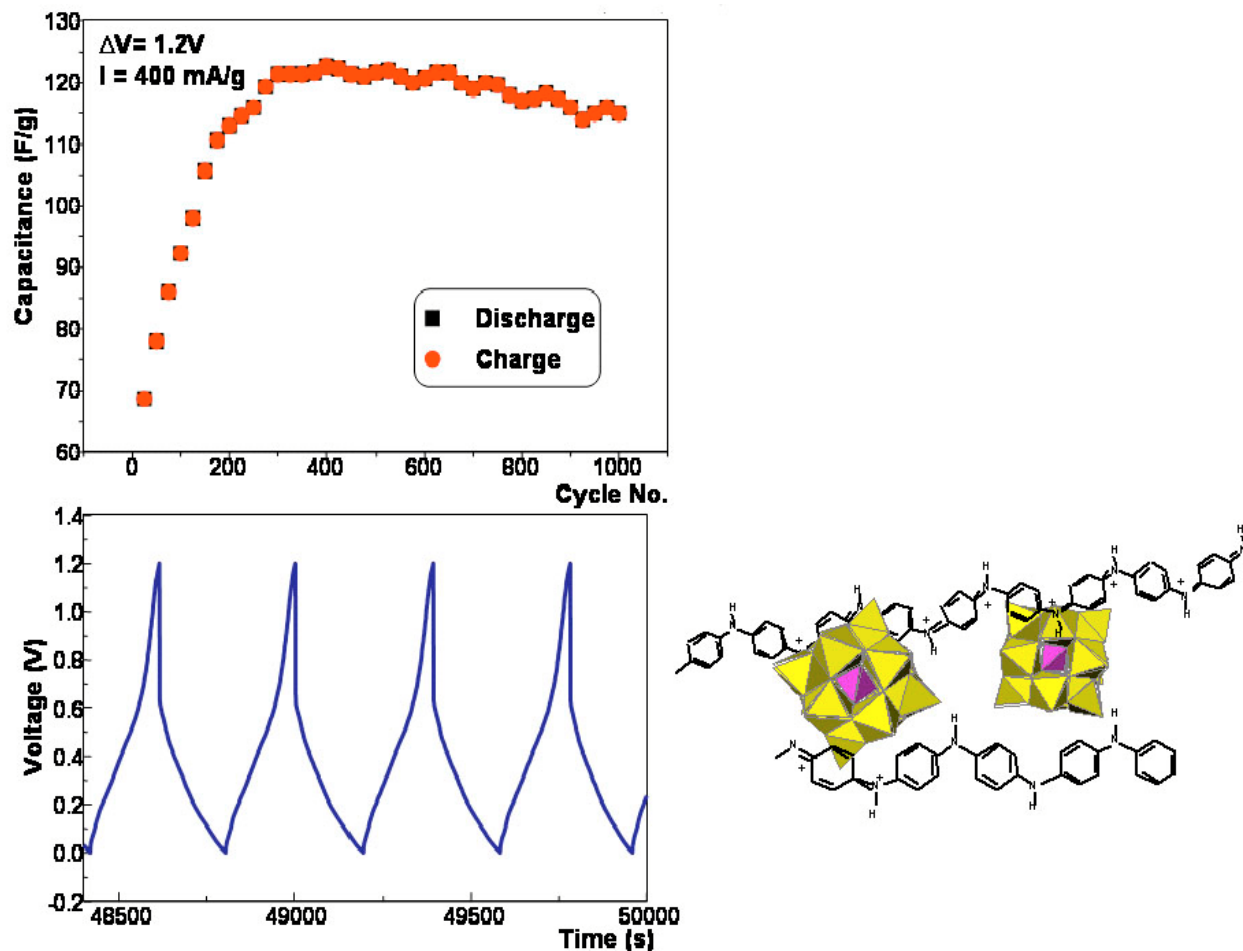 130
120
110
100
90
80
70
60
ΔV= 1.2V
I = 400 mA/g
Capacitance (F/g)
Discharge
Charge
0 200 400 600 800 1000
Cycle No.
1.4
1.2
1.0
0.8
0.6
0.4
0.2
0.0
-0.2
Voltage (V)
48500 49000 49500 50000
Time (s)
H
N
H
N
+
H
N
N
H
+
H
N
+
N
H
+
H
N
+
N
H
+
H
N
N
+
N
H
+
H
N
N
H
H
N